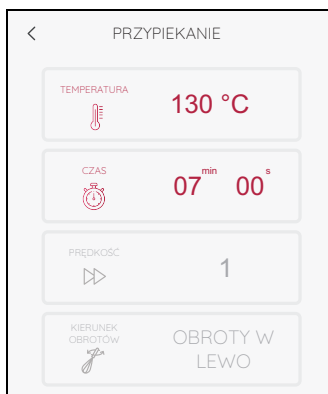 PRZYPIEKANIE
TEMPERATURA
130 °C
CZAS
07 min 00 s
PRĘDKOŚĆ
1
KIERUNEK
OBROTÓW
OBROTY W
LEWO